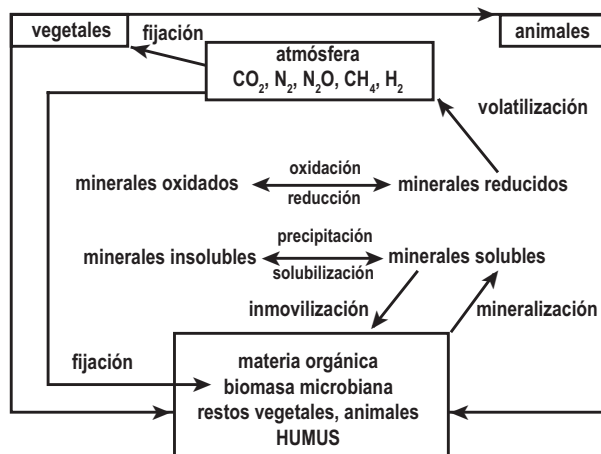 vegetales
fijación
animales
atmósfera
CO₂, N₂, N₂O, CH₄, H₂
volatilización
oxidación
minerales oxidados
minerales reducidos
reducción
precipitación
minerales insolubles
minerales solubles
solubilización
inmovilización
mineralización
fijación
materia orgánica
biomasa microbiana
restos vegetales, animales
HUMUS